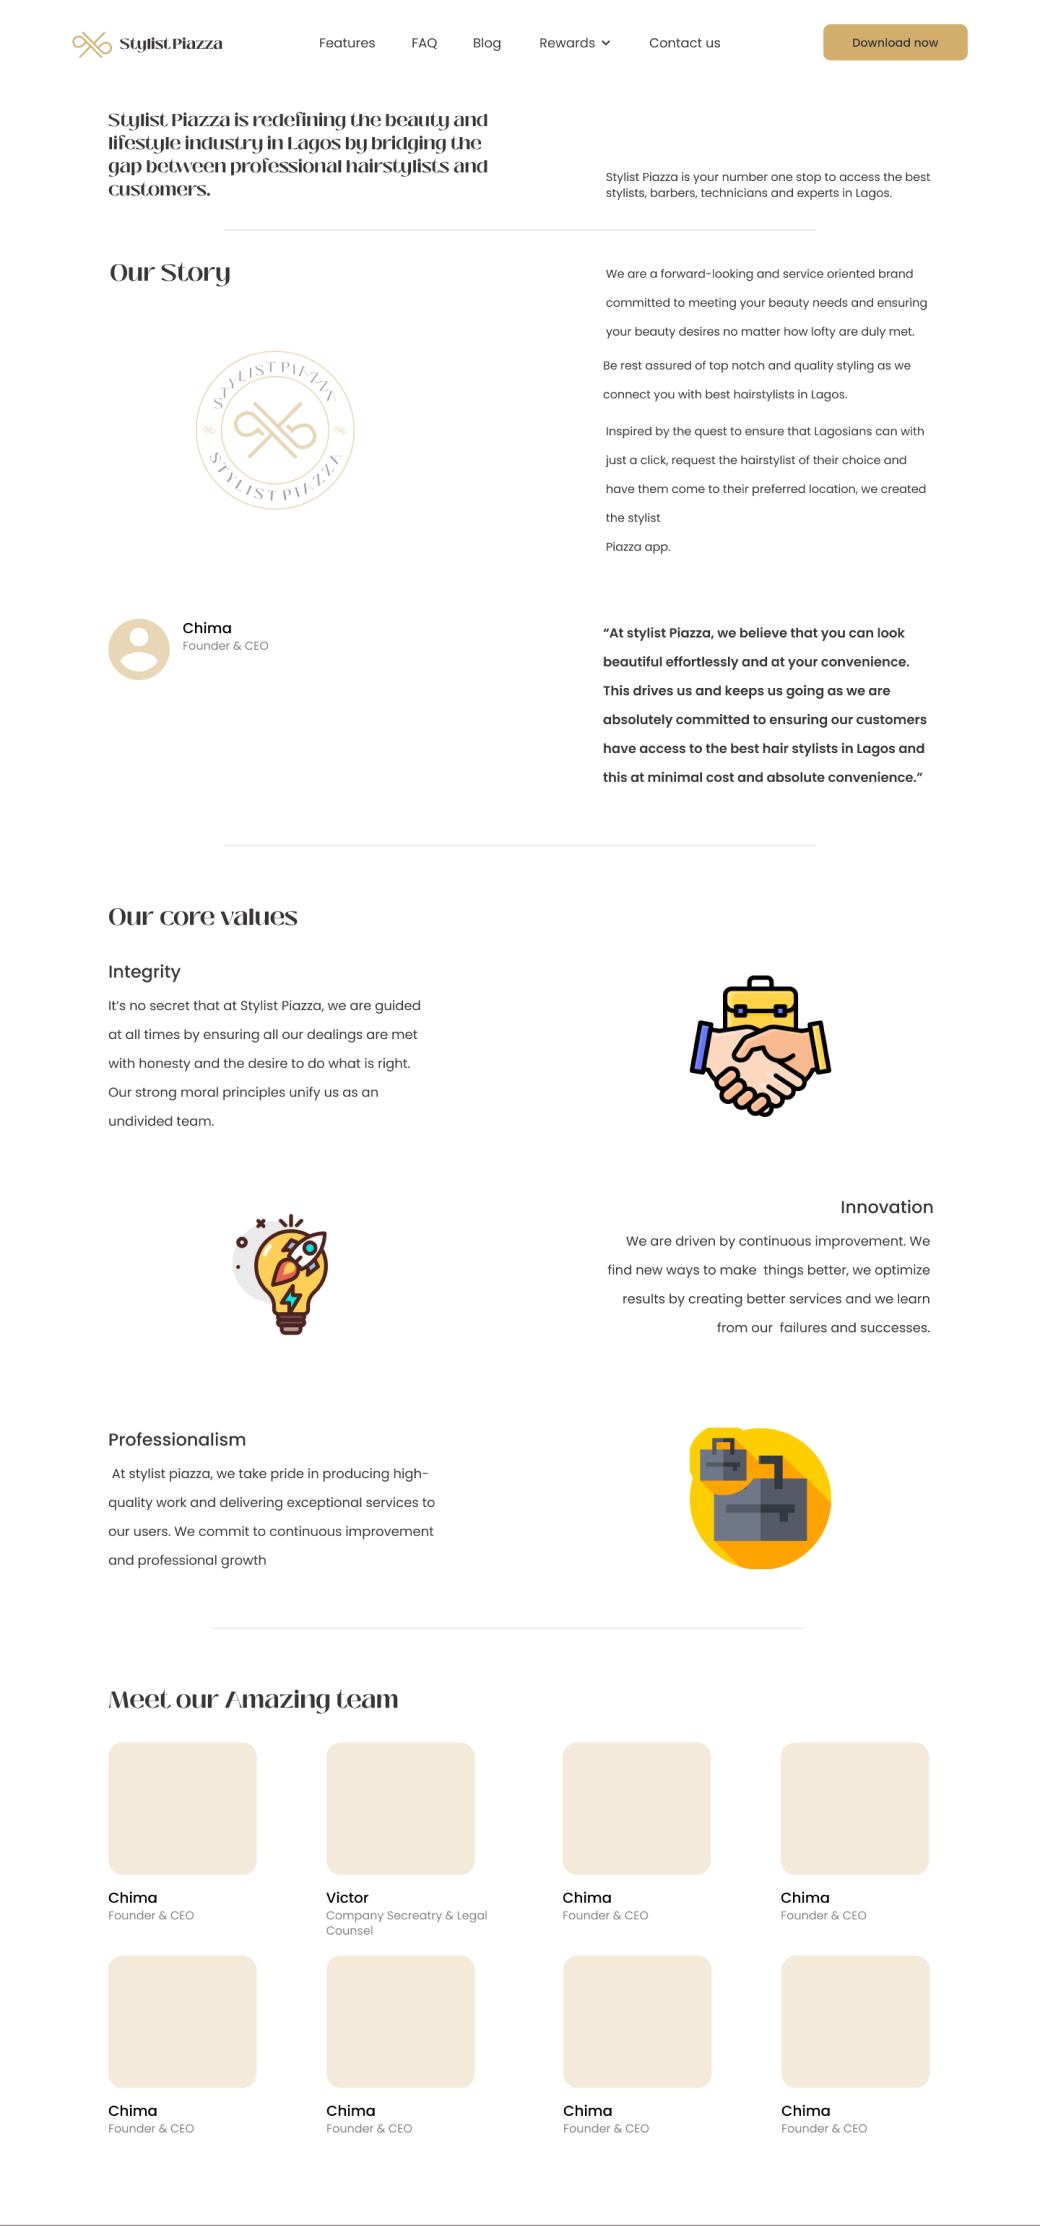 Stylist Piazza
Features
FAQ
Blog
Rewards
Contact us
Download now
Stylist Piazza is redefining the beauty and
lifestyle industry in Lagos by bridging the
gap between professional hairstylists and
customers.
Stylist Piazza is your number one stop to access the best
stylists, barbers, technicians and experts in Lagos.
Our Story
STYLIST PIAZZA
STYLIST PIAZZA
We are a forward-looking and service oriented brand
committed to meeting your beauty needs and ensuring
your beauty desires no matter how lofty are duly met.
Be rest assured of top notch and quality styling as we
connect you with best hairstylists in Lagos.
Inspired by the quest to ensure that Lagosians can with
just a click, request the hairstylist of their choice and
have them come to their preferred location, we created
the stylist
Piazza app.
Chima
Founder & CEO
“At stylist Piazza, we believe that you can look
beautiful effortlessly and at your convenience.
This drives us and keeps us going as we are
absolutely committed to ensuring our customers
have access to the best hair stylists in Lagos and
this at minimal cost and absolute convenience.”
Our core values
Integrity
It’s no secret that at Stylist Piazza, we are guided
at all times by ensuring all our dealings are met
with honesty and the desire to do what is right.
Our strong moral principles unify us as an
undivided team.
Innovation
We are driven by continuous improvement. We
find new ways to make  things better, we optimize
results by creating better services and we learn
from our  failures and successes.
Professionalism
At stylist piazza, we take pride in producing high-
quality work and delivering exceptional services to
our users. We commit to continuous improvement
and professional growth
Meet our Amazing team
Chima
Founder & CEO
Victor
Company Secreatry & Legal
Counsel
Chima
Founder & CEO
Chima
Founder & CEO
Chima
Founder & CEO
Chima
Founder & CEO
Chima
Founder & CEO
Chima
Founder & CEO